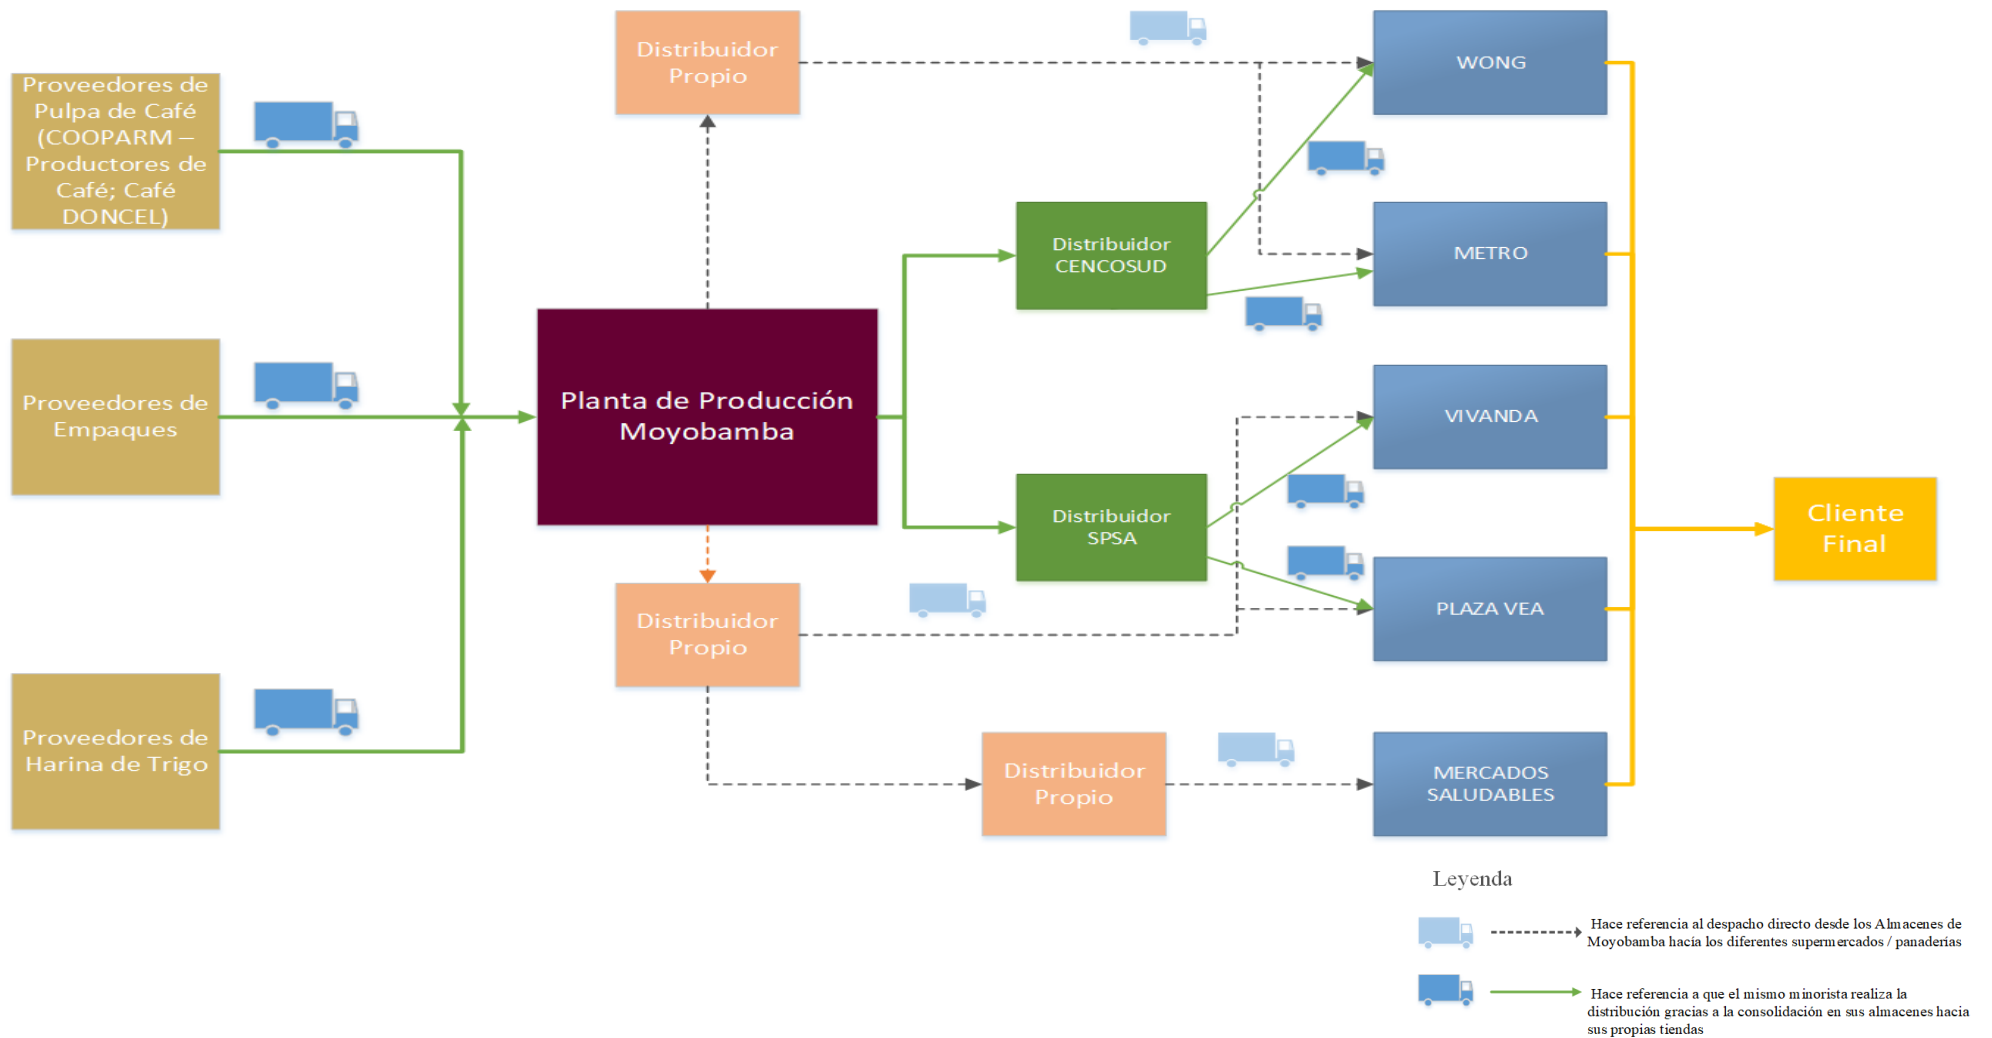 Proveedores de
Pulpa de Café
(COOPARM –
Productores de
Café; Café
DONCEL)
Proveedores de
Empaques
Proveedores de
Harina de Trigo
Distribuidor
Propio
Planta de Producción
Moyobamba
Distribuidor
Propio
Distribuidor
CENCOSUD
Distribuidor
SPSA
Distribuidor
Propio
WONG
METRO
VIVANDA
PLAZA VEA
MERCADOS
SALUDABLES
Cliente
Final
Leyenda
Hace referencia al despacho directo desde los Almacenes de
Moyobamba hacía los diferentes supermercados / panaderías
Hace referencia a que el mismo minorista realiza la
distribución gracias a la consolidación en sus almacenes hacia
sus propias tiendas